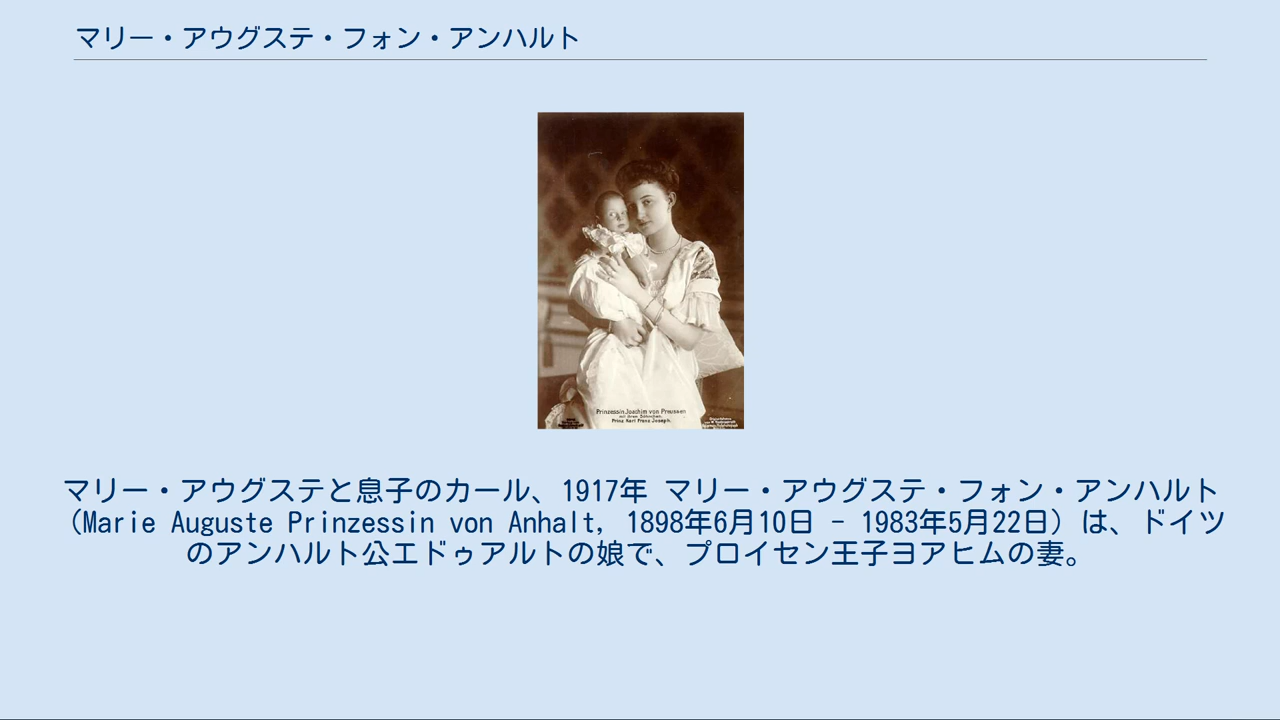 マリー・アウグステ・フォン・アンハルト
Prinzessin Joachim von Preussen
mit ihrem Söhnchen,
Prinz Karl Franz Joseph.
マリー・アウグステと息子のカール、1917年 マリー・アウグステ・フォン・アンハルト
（Marie Auguste Prinzessin von Anhalt, 1898年6月10日 - 1983年5月22日）は、ドイツ
のアンハルト公エドゥアルトの娘で、プロイセン王子ヨアヒムの妻。